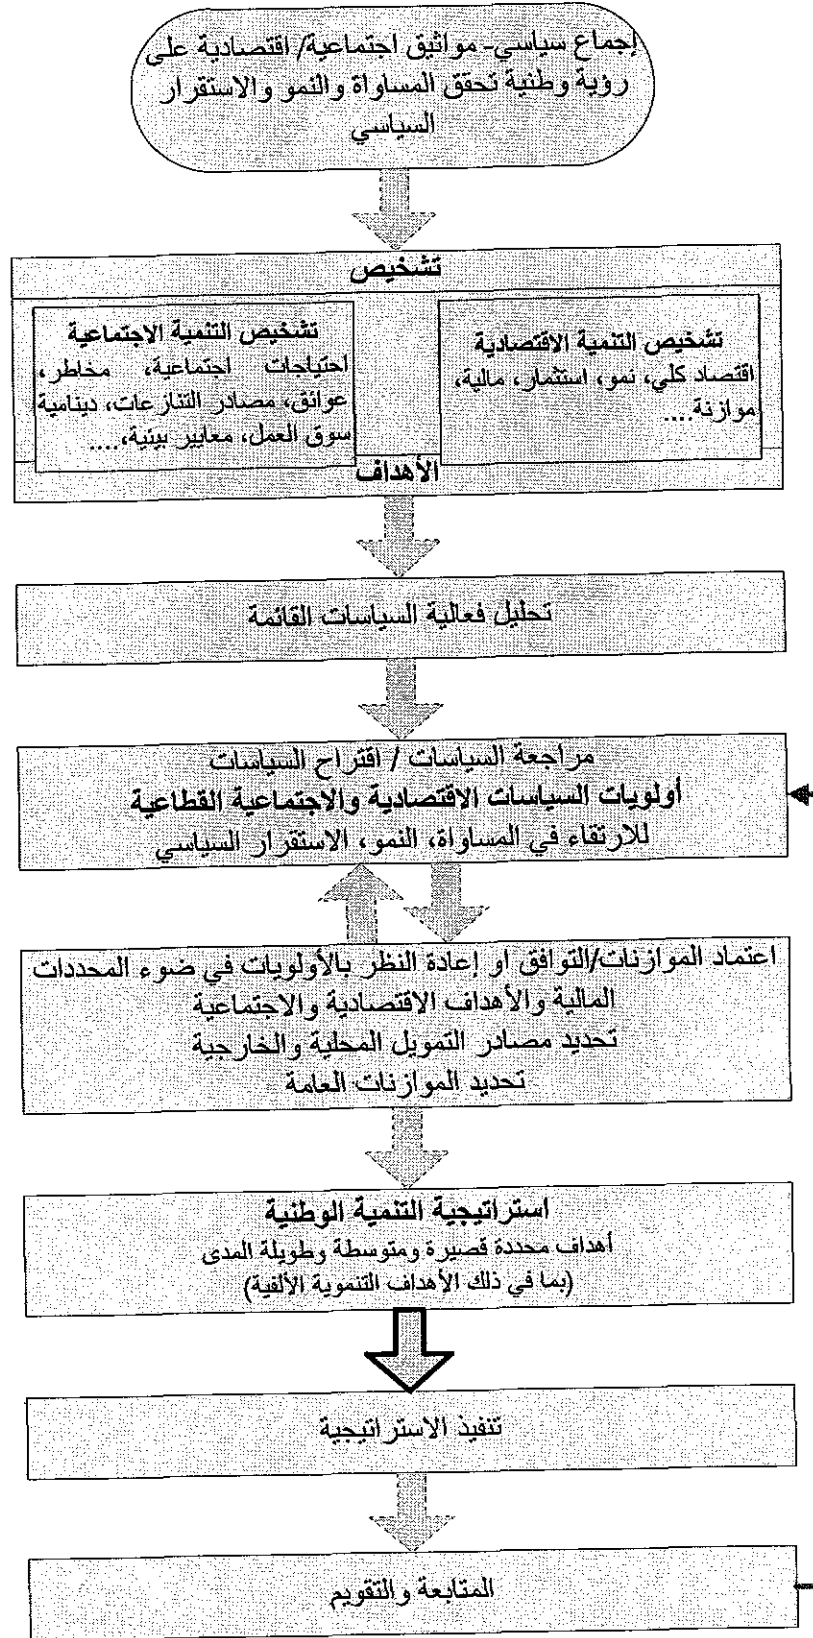 إجماع سياسي- مواثيق اجتماعية/ اقتصادية على
رؤية وطنية تحقق المساواة والنمو والاستقرار
السياسي
تشخيص
تشخيص التنمية الاقتصادية
اقتصاد كلي، نمو، استثمار، مالية،
موازنة....
تشخيص التنمية الاجتماعية
احتياجات اجتماعية، مخاطر،
عوائق، مصادر التنازعات، دينامية
سوق العمل، معايير بيئية،....
الأهداف
تحليل فعالية السياسات القائمة
مراجعة السياسات / اقتراح السياسات
أولويات السياسات الاقتصادية والاجتماعية القطاعية
للارتقاء في المساواة، النمو، الاستقرار السياسي
اعتماد الموازنات/التوافق او إعادة النظر بالأولويات في ضوء المحددات
المالية والأهداف الاقتصادية والاجتماعية
تحديد مصادر التمويل المحلية والخارجية
تحديد الموازنات العامة
استراتيجية التنمية الوطنية
أهداف محددة قصيرة ومتوسطة وطويلة المدى
(بما في ذلك الأهداف التنموية الألفية)
تنفيذ الاستراتيجية
المتابعة والتقويم